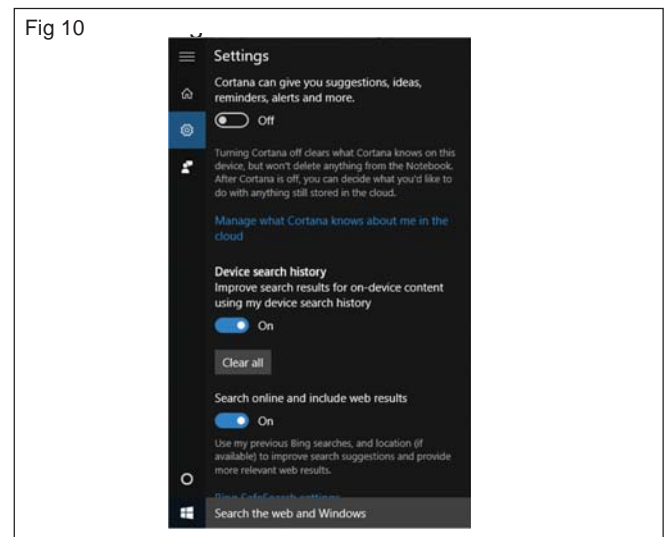 Fig 10
Settings
Cortana can give you suggestions, ideas,
reminders, alerts and more.
Off
Turning Cortana off clears what Cortana knows on this
device, but won't delete anything from the Notebook.
After Cortana is off, you can decide what you'd like to
do with anything still stored in the cloud.
Manage what Cortana knows about me in the
cloud
Device search history
Improve search results for on-device content
using my device search history
On
Clear all
Search online and include web results
On
Use my previous Bing searches, and location (if
available) to improve search suggestions and provide
more relevant web results.
Bing SafeSearch settings
Search the web and Windows